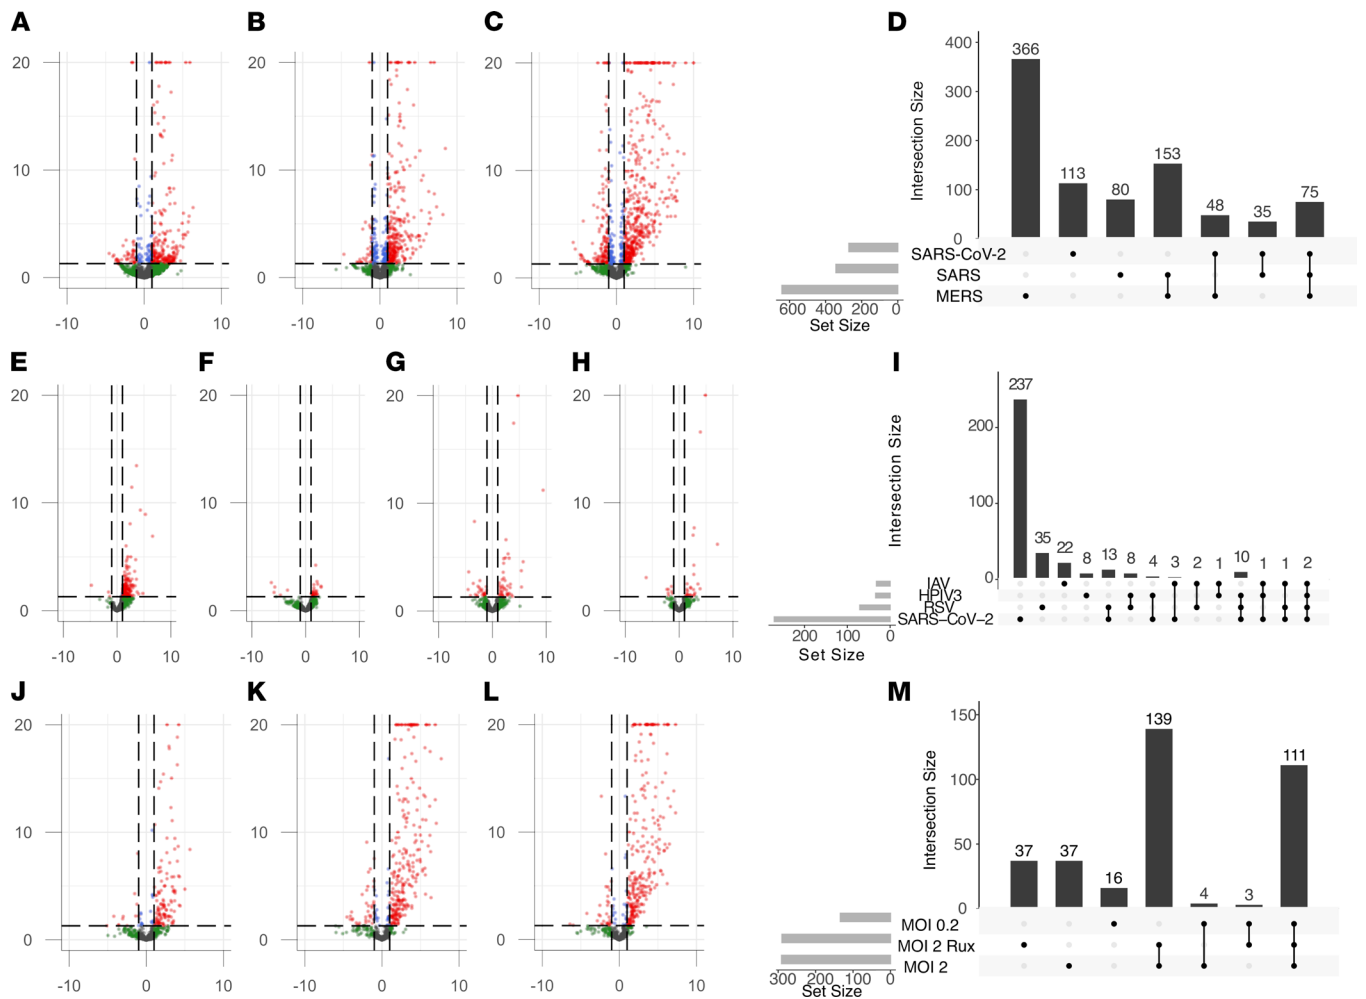 A
B
C
D
20
10
0
-10 0 10
20
10
0
-10 0 10
20
10
0
-10 0 10
Intersection Size
400
300
200
100
0
366
113
80
153
48
35
75
SARS-CoV-2
SARS
MERS
600 400 200 0
Set Size
E
F
G
H
I
20
10
0
-10 0 10
20
10
0
-10 0 10
20
10
0
-10 0 10
20
10
0
-10 0 10
Intersection Size
200
100
0
237
35
22
8
13
8
4
3
2
1
10
1
1
2
IAV
HPIV3
RSV
SARS−CoV−2
200 100 0
Set Size
J
K
L
M
20
10
0
-10 0 10
20
10
0
-10 0 10
20
10
0
-10 0 10
Intersection Size
150
100
50
0
37
37
16
139
4
3
111
MOI 0.2
MOI 2 Rux
MOI 2
300 200 100 0
Set Size